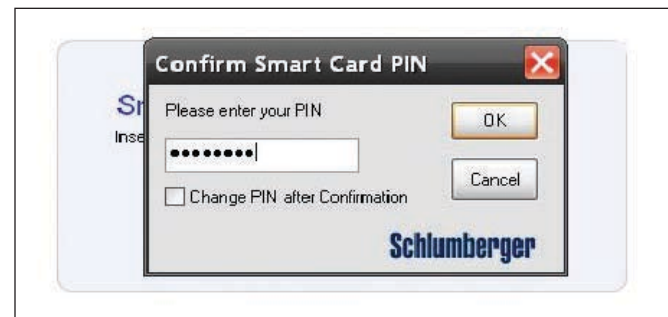 Confirm Smart Card PIN
Please enter your PIN
OK
••••••••
Change PIN after Confirmation
Cancel
Schlumberger